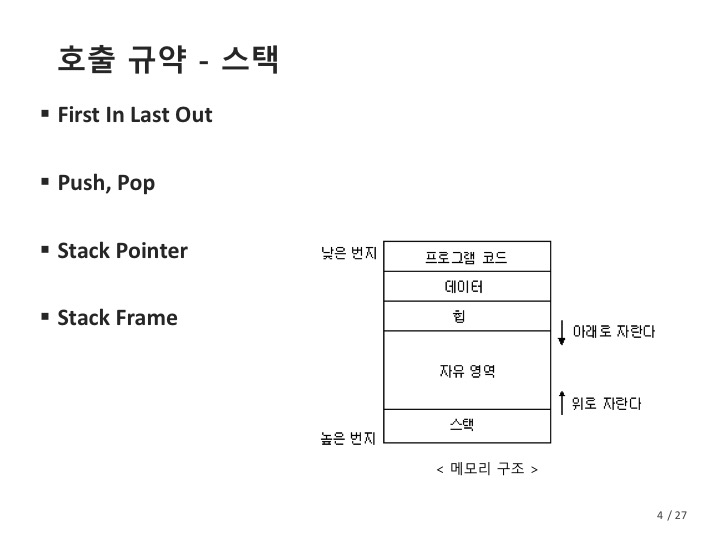 호출 규약 - 스택
▪ First In Last Out
▪ Push, Pop
▪ Stack Pointer
▪ Stack Frame
낮은 번지
프로그램 코드
데이터
힙
아래로 자란다
자유 영역
위로 자란다
스택
높은 번지
< 메모리 구조 >
4 / 27